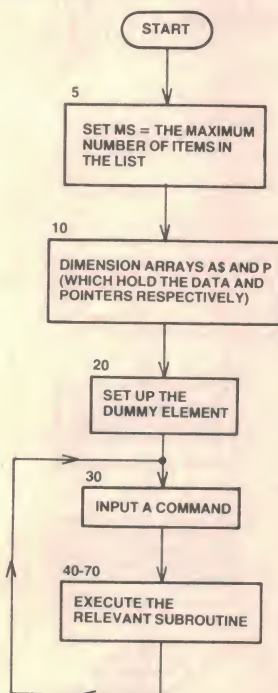 START
5
SET MS = THE MAXIMUM
NUMBER OF ITEMS IN
THE LIST
10
DIMENSION ARRAYS A$ AND P
(WHICH HOLD THE DATA AND
POINTERS RESPECTIVELY)
20
SET UP THE
DUMMY ELEMENT
30
INPUT A COMMAND
40-70
EXECUTE THE
RELEVANT SUBROUTINE